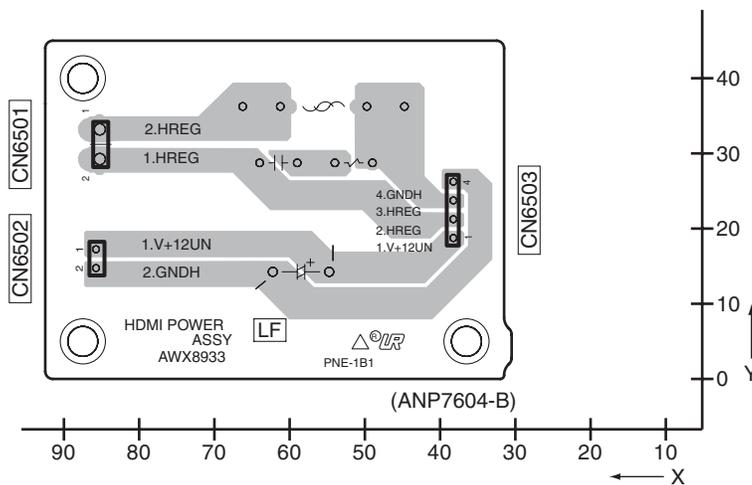 40
CN6501
1
2.HREG
1.HREG
2
30
CN6503
4.GNDH
4
3.HREG
20
2.HREG
1.V+12UN
1
CN6502
1
1.V+12UN
2
2.GNDH
+
10
HDMI POWER
ASSY
AWX8933
LF
R
UR
PNE-1B1
Y
0
(ANP7604-B)
90 80 70 60 50 40 30 20 10
X